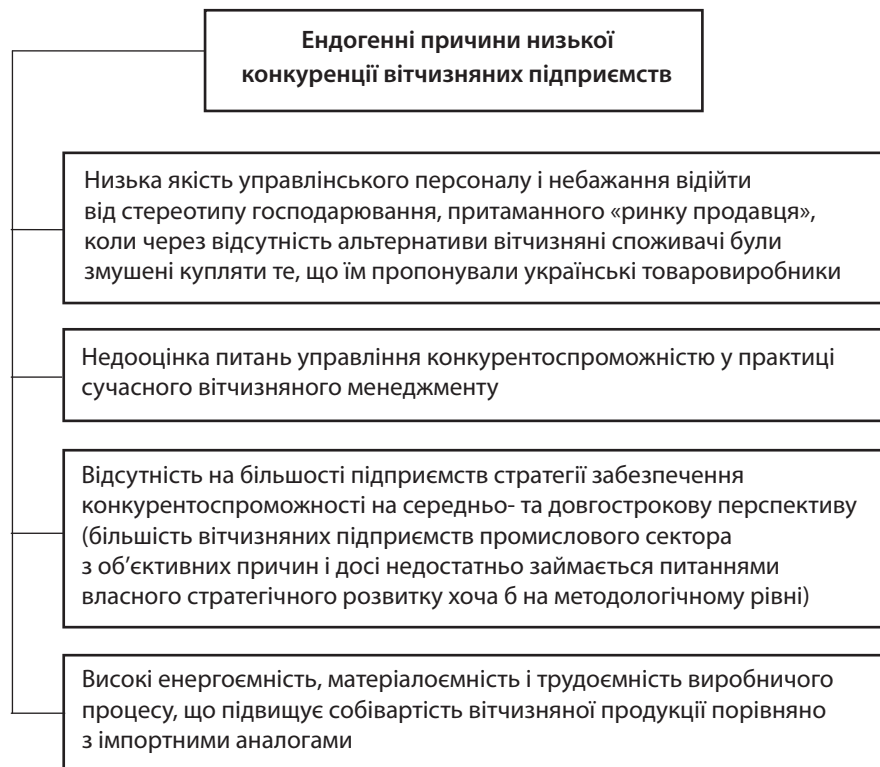 Ендогенні причини низької
конкуренції вітчизняних підприємств
Низька якість управлінського персоналу і небажання відійти
від стереотипу господарювання, притаманного «ринку продавця»,
коли через відсутність альтернативи вітчизняні споживачі були
змушені купляти те, що їм пропонували українські товаровиробники
Недооцінка питань управління конкурентоспроможністю у практиці
сучасного вітчизняного менеджменту
Відсутність на більшості підприємств стратегії забезпечення
конкурентоспроможності на середньо- та довгострокову перспективу
(більшість вітчизняних підприємств промислового сектора
з об’єктивних причин і досі недостатньо займається питаннями
власного стратегічного розвитку хоча б на методологічному рівні)
Високі енергоємність, матеріалоємність і трудоємність виробничого
процесу, що підвищує собівартість вітчизняної продукції порівняно
з імпортними аналогами